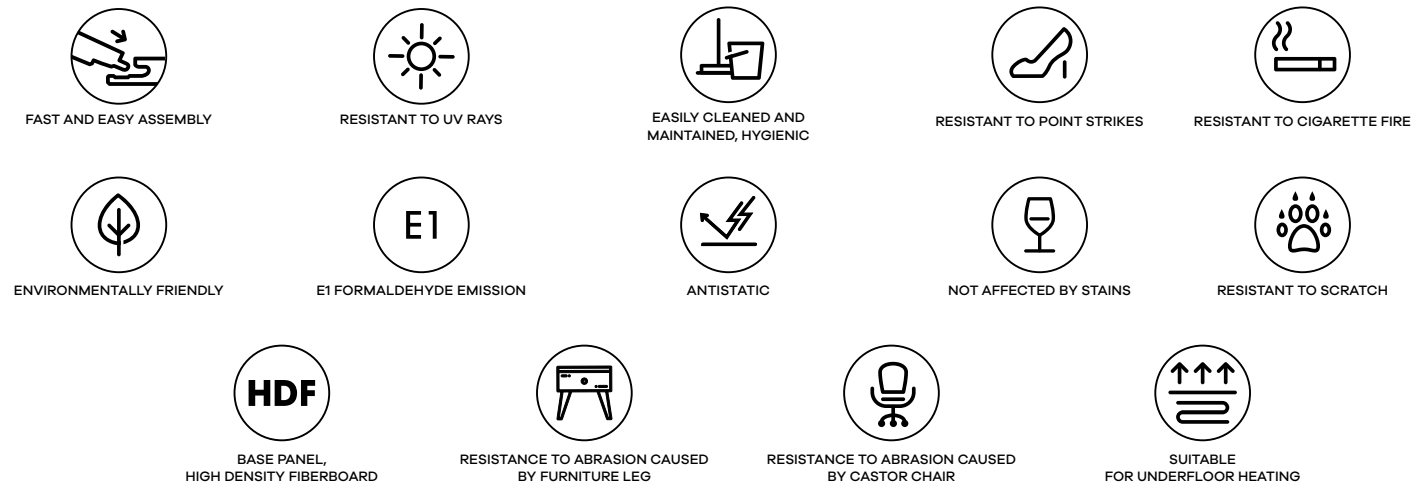 FAST AND EASY ASSEMBLY
RESISTANT TO UV RAYS
EASILY CLEANED AND
MAINTAINED, HYGIENIC
RESISTANT TO POINT STRIKES
RESISTANT TO CIGARETTE FIRE
E1
ENVIRONMENTALLY FRIENDLY
E1 FORMALDEHYDE EMISSION
ANTISTATIC
NOT AFFECTED BY STAINS
RESISTANT TO SCRATCH
HDF
BASE PANEL,
HIGH DENSITY FIBERBOARD
RESISTANCE TO ABRASION CAUSED
BY FURNITURE LEG
RESISTANCE TO ABRASION CAUSED
BY CASTOR CHAIR
SUITABLE
FOR UNDERFLOOR HEATING